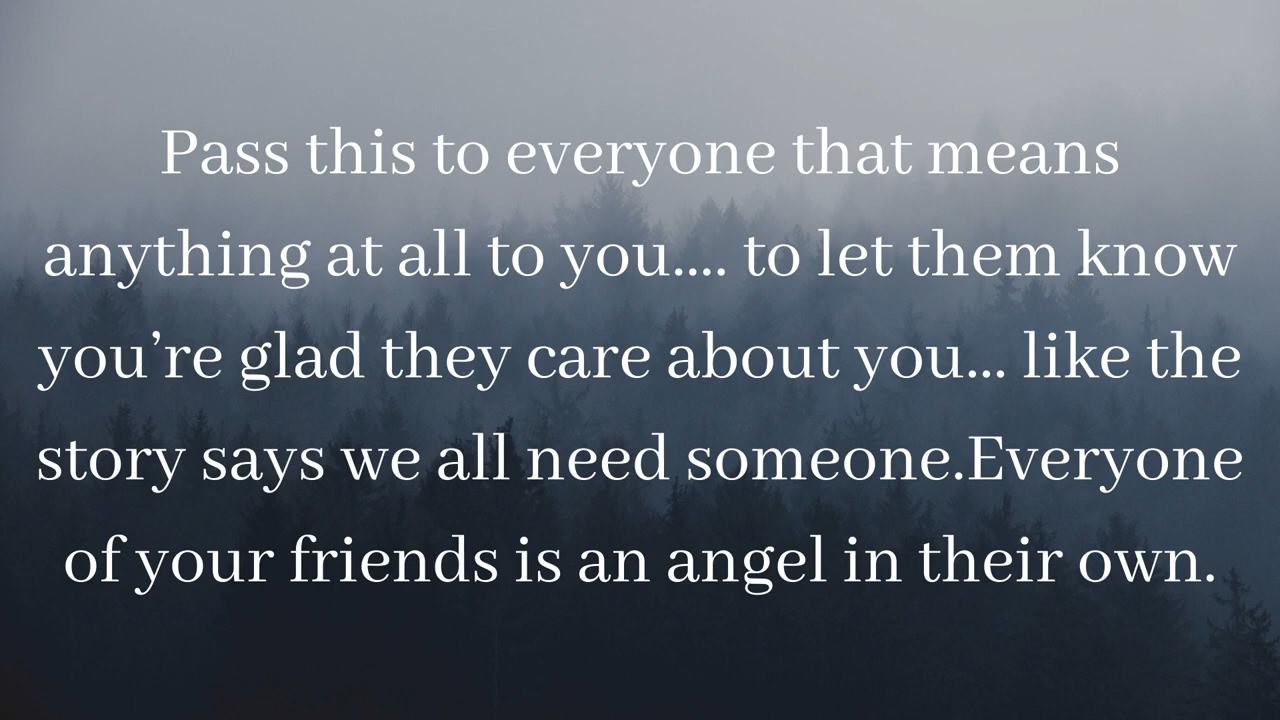 Pass this to everyone that means
anything at all to you.... to let them know
you’re glad they care about you... like the
story says we all need someone.Everyone
of your friends is an angel in their own.